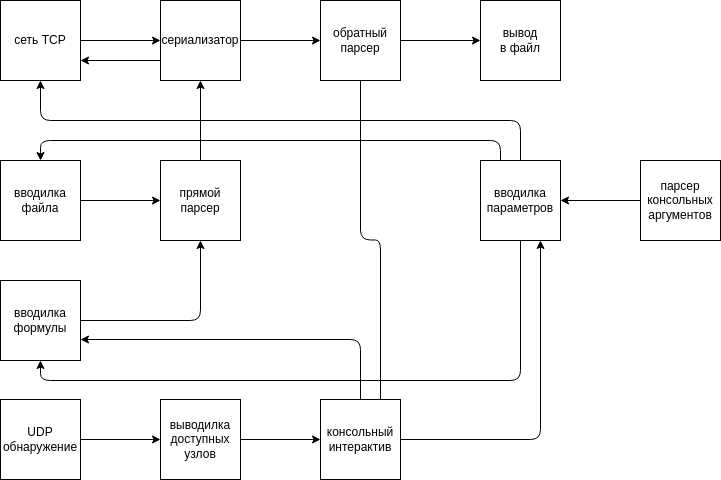 сеть TCP
сериализатор
обратный
парсер
вывод
в файл
вводилка
файла
прямой
парсер
вводилка
параметров
парсер
консольных
аргументов
вводилка
формулы
UDP
обнаружение
выводилка
доступных
узлов
консольный
интерактив